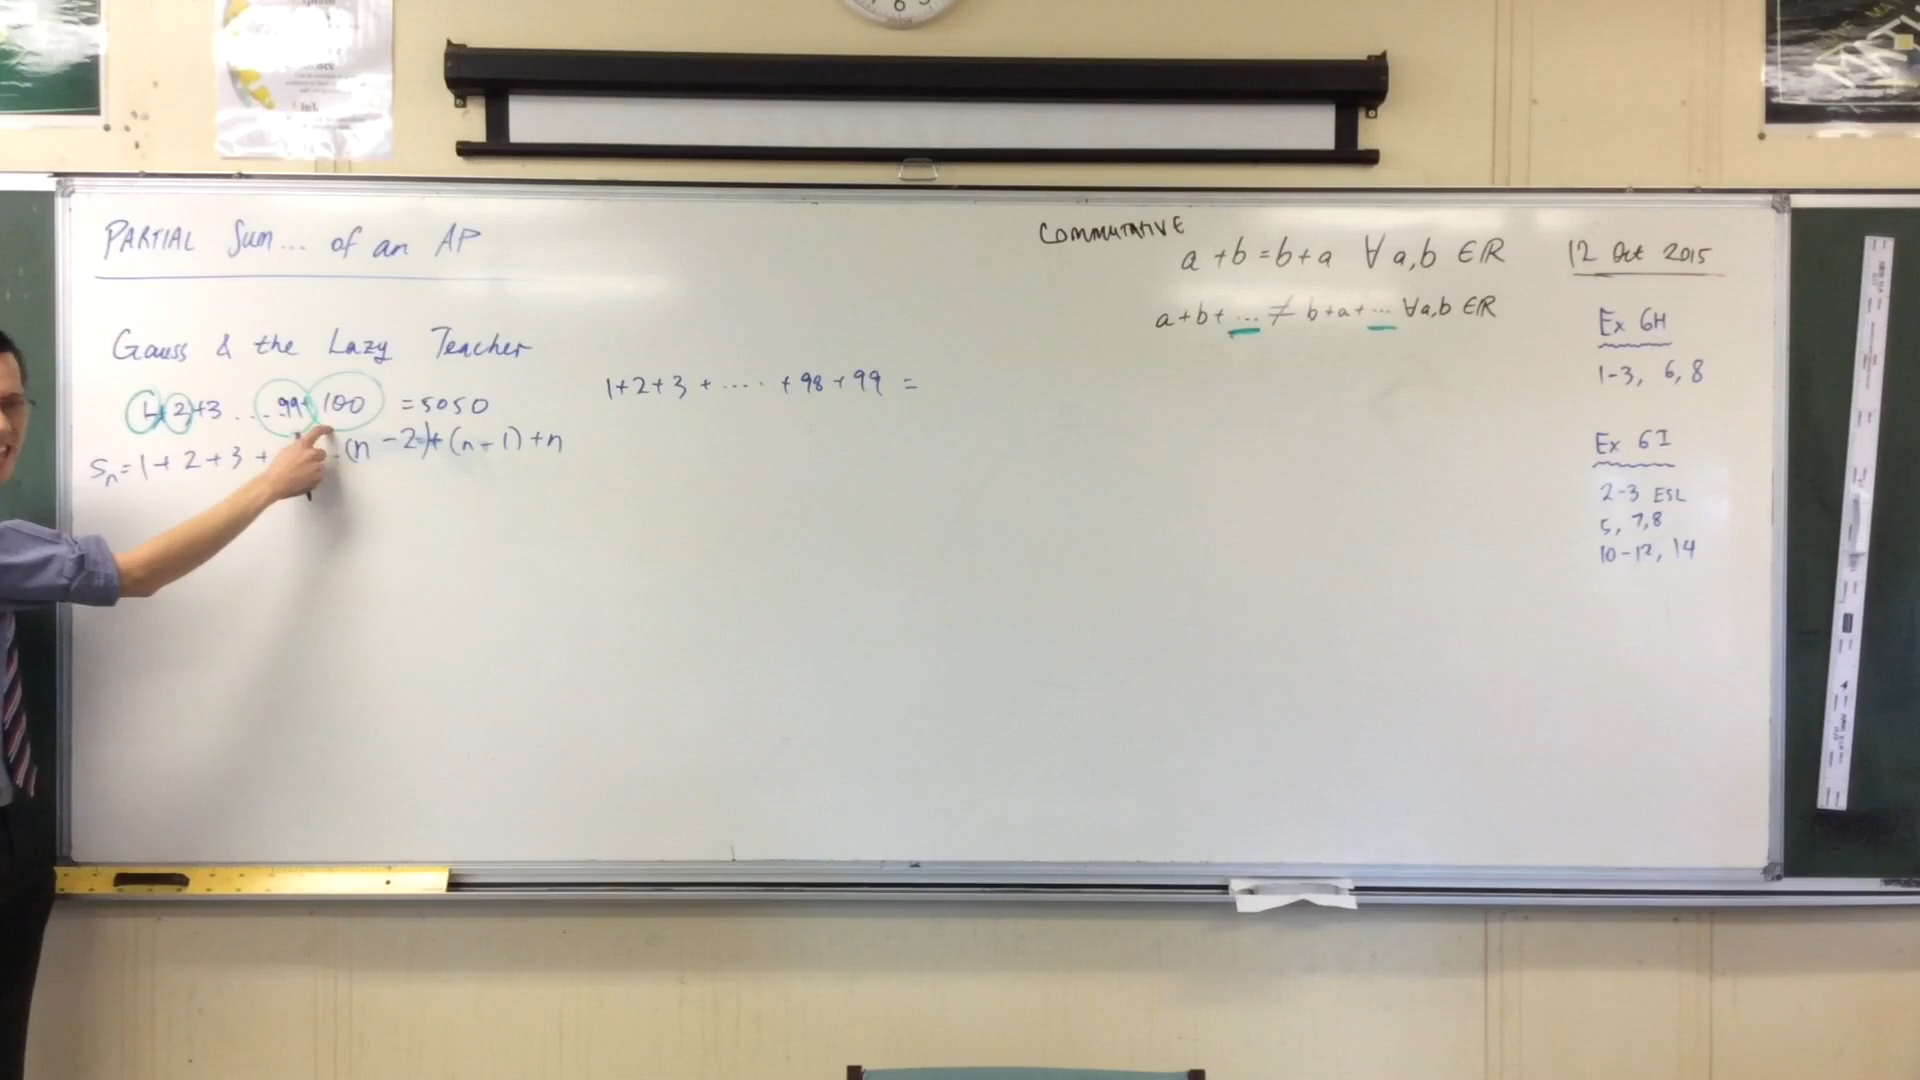 PARTIAL Sum... of an AP
Gauss & the Lazy Teacher
1+2+3 ... 99+100 = 5050
Sn = 1+2+3+ . (n-2)+(n-1)+n
1+2+3+....+98+99 =
COMMUTATIVE
a+b=b+a ∀a,b ∈ℝ
a+b+... ≠ b+a+... ∀a,b ∈ℝ
12 Oct 2015
Ex 6H
1-3, 6, 8
Ex 6I
2-3 ESL
5, 7,8
10-12, 14